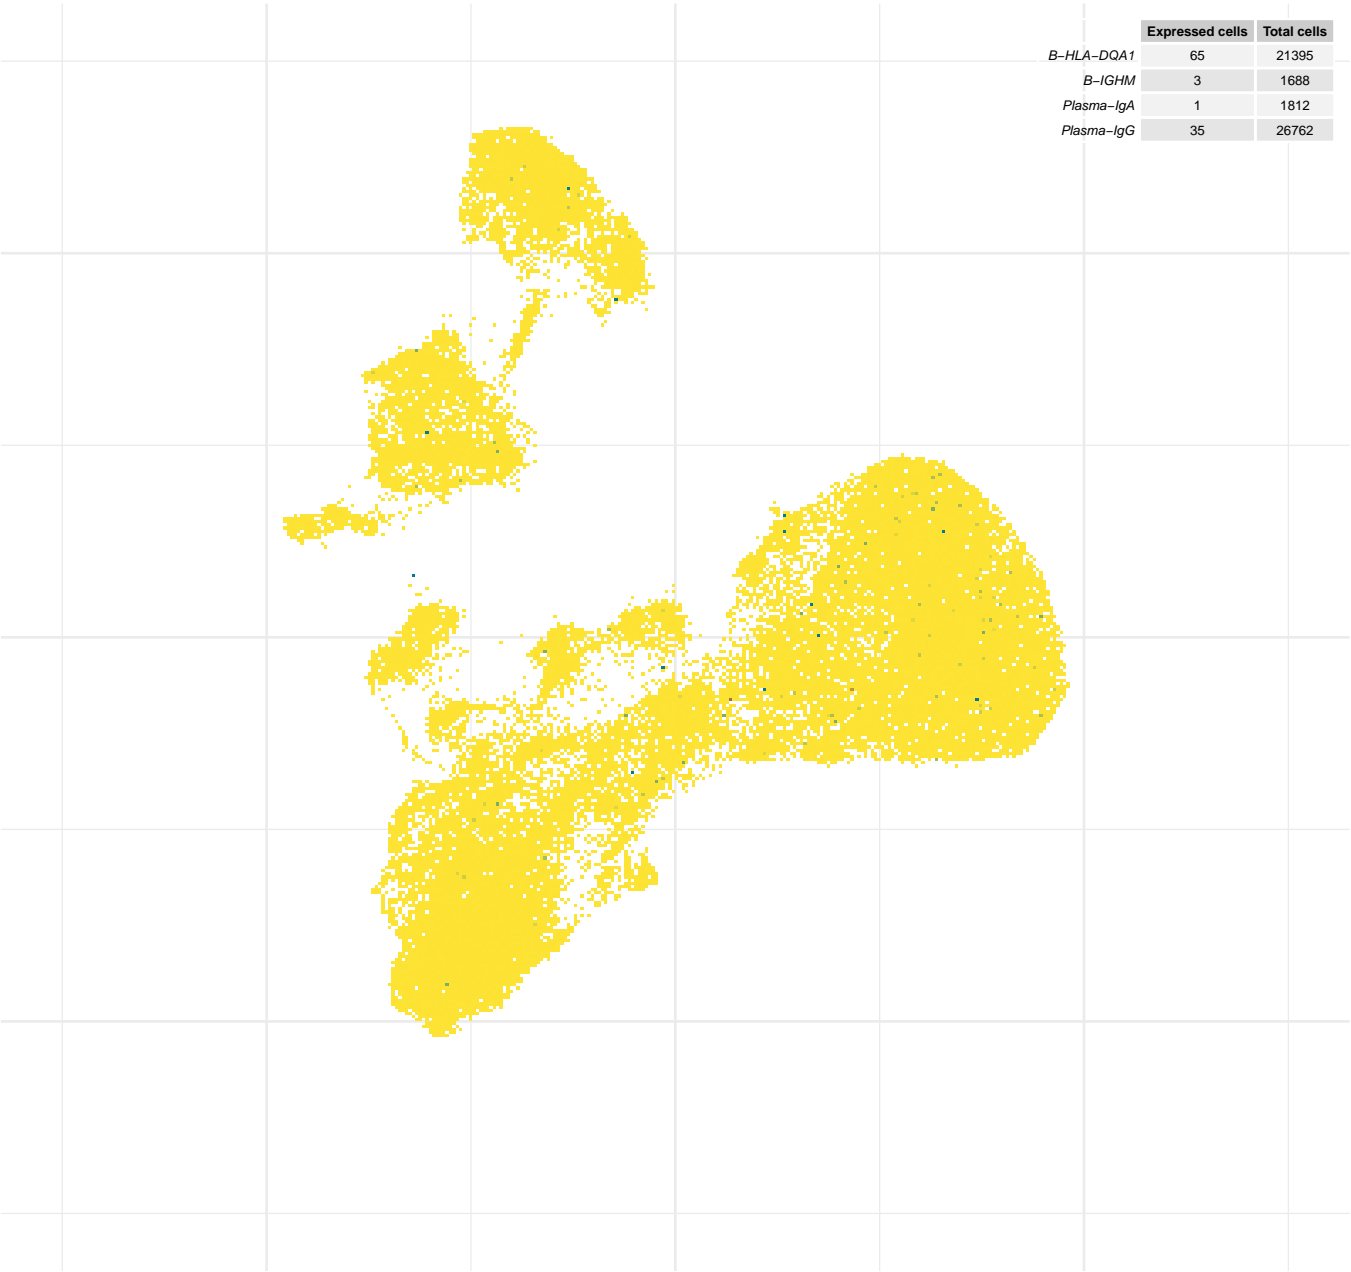 Expressed cells Total cells
B−HLA−DQA1 65 21395
B−IGHM 3 1688
Plasma−IgA 1 1812
Plasma−IgG 35 26762